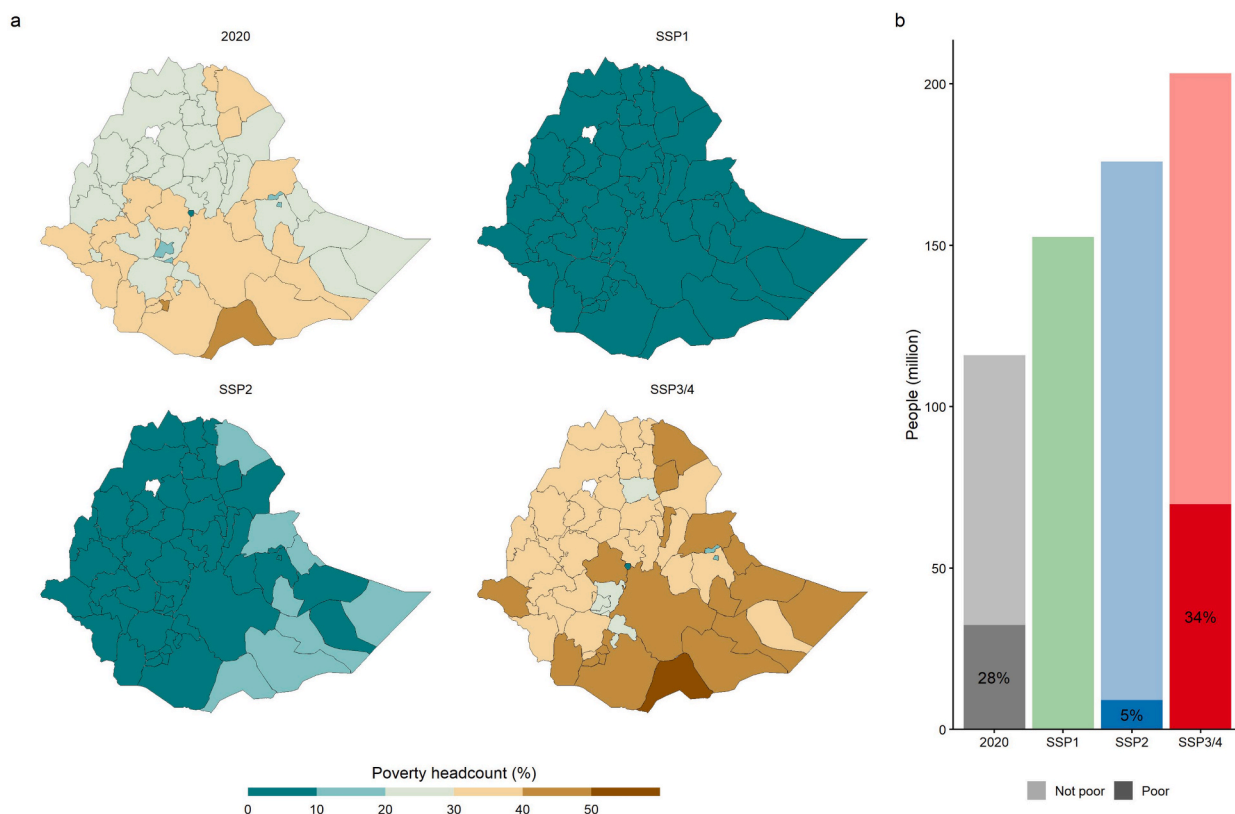 a
2020
SSP1
SSP2
SSP3/4
Poverty headcount (%)
0 10 20 30 40 50
b
People (million)
200
150
100
50
0
28%
5%
34%
2020 SSP1 SSP2 SSP3/4
Not poor Poor